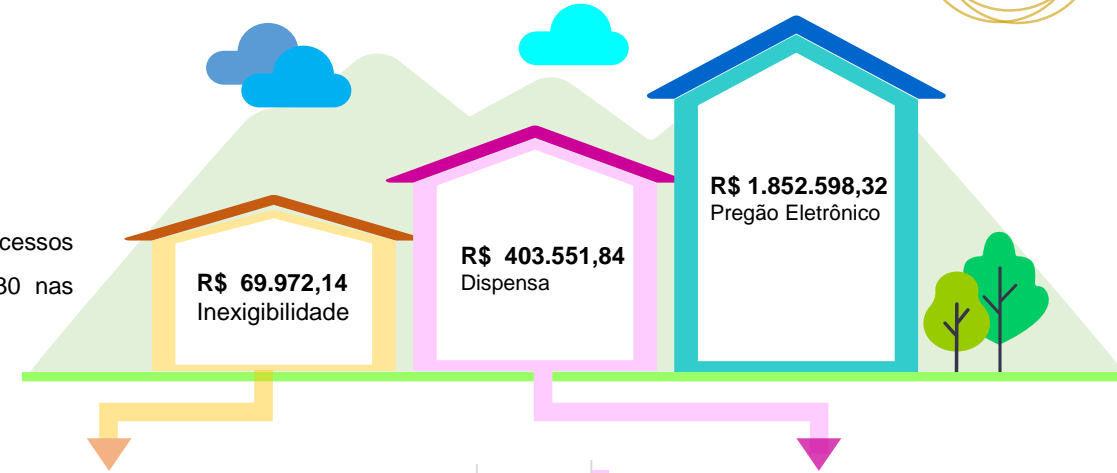 R$ 1.852.598,32
Pregão Eletrônico
cessos
R$ 403.551,84
30 nas
R$ 69.972,14
Dispensa
Inexigibilidade